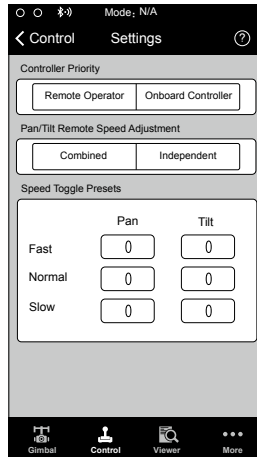 Mode: N/A
Control Settings ?
Controller Priority
Remote Operator Onboard Controller
Pan/Tilt Remote Speed Adjustment
Combined Independent
Speed Toggle Presets
Pan Tilt
Fast 0 0
Normal 0 0
Slow 0 0
Gimbal Control Viewer More